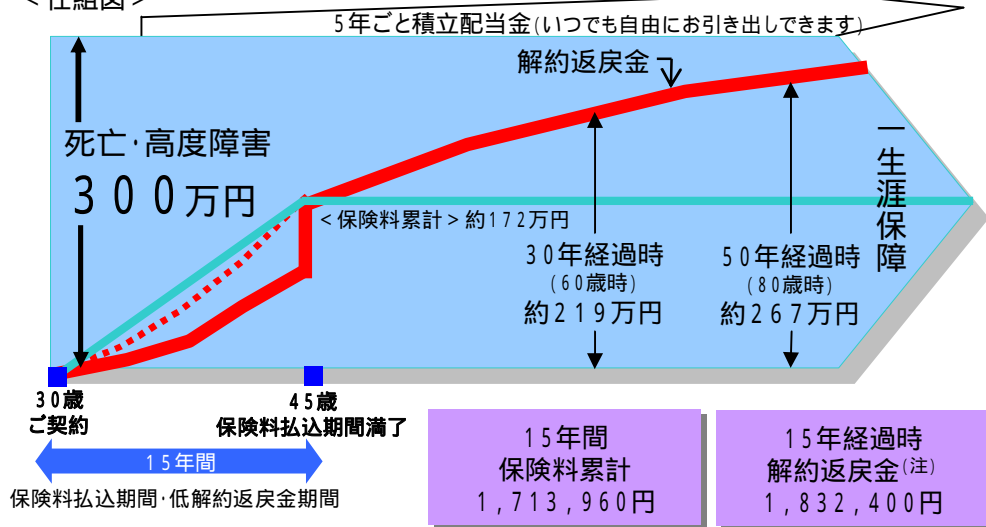 <仕組図>
5年ごと積立配当金(いつでも自由にお引き出しできます)
解約返戻金
死亡・高度障害
300万円
一生涯保障
<保険料累計>約172万円
30年経過時
(60歳時)
約219万円
50年経過時
(80歳時)
約267万円
30歳
ご契約
45歳
保険料払込期間満了
15年間
保険料払込期間・低解約返戻金期間
15年間
保険料累計
1,713,960円
15年経過時
解約返戻金(注)
1,832,400円